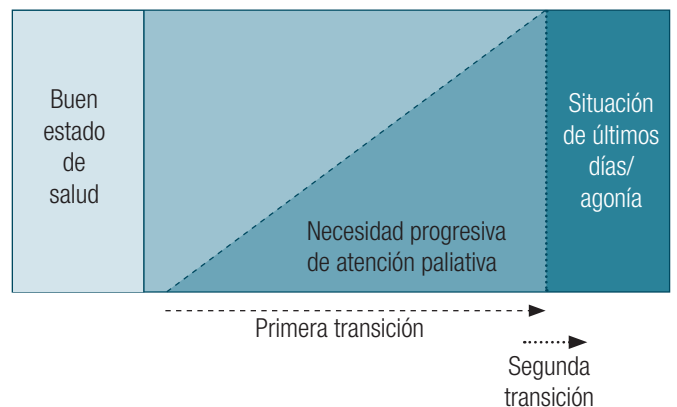 Buen
estado
de
salud
Necesidad progresiva
de atención paliativa
Situación
de últimos
días/
agonía
Primera transición
Segunda
transición